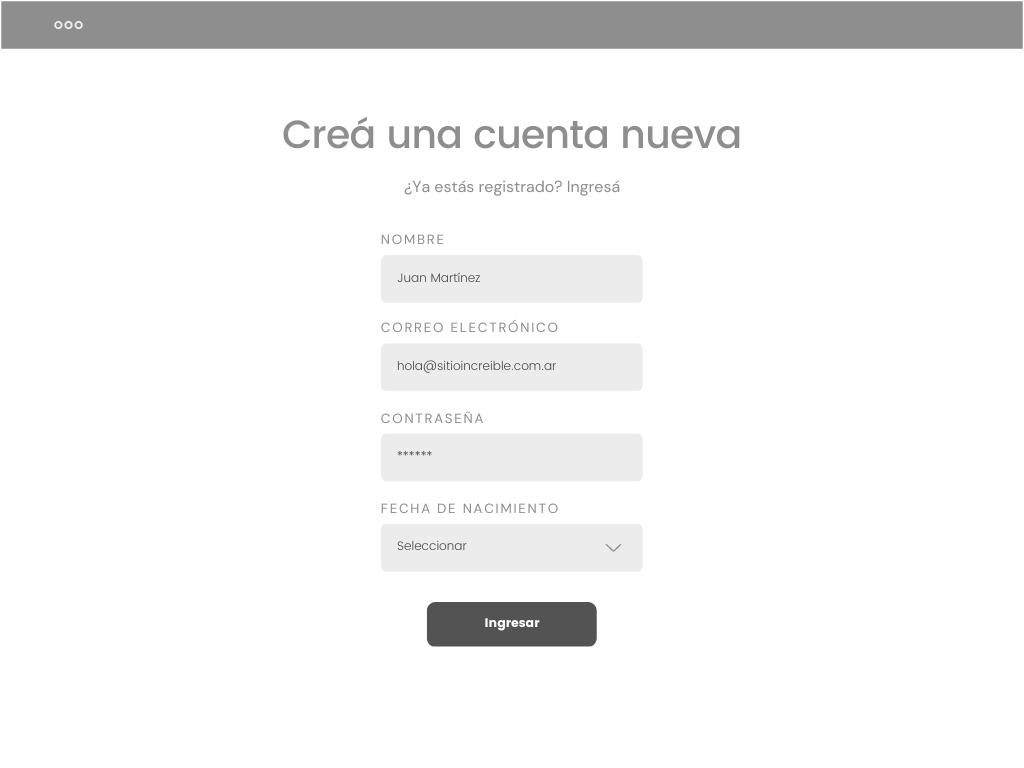 Creá una cuenta nueva
¿Ya estás registrado? Ingresá
NOMBRE
Juan Martínez
CORREO ELECTRÓNICO
hola@sitioincreible.com.ar
CONTRASEÑA
******
FECHA DE NACIMIENTO
Seleccionar
Ingresar